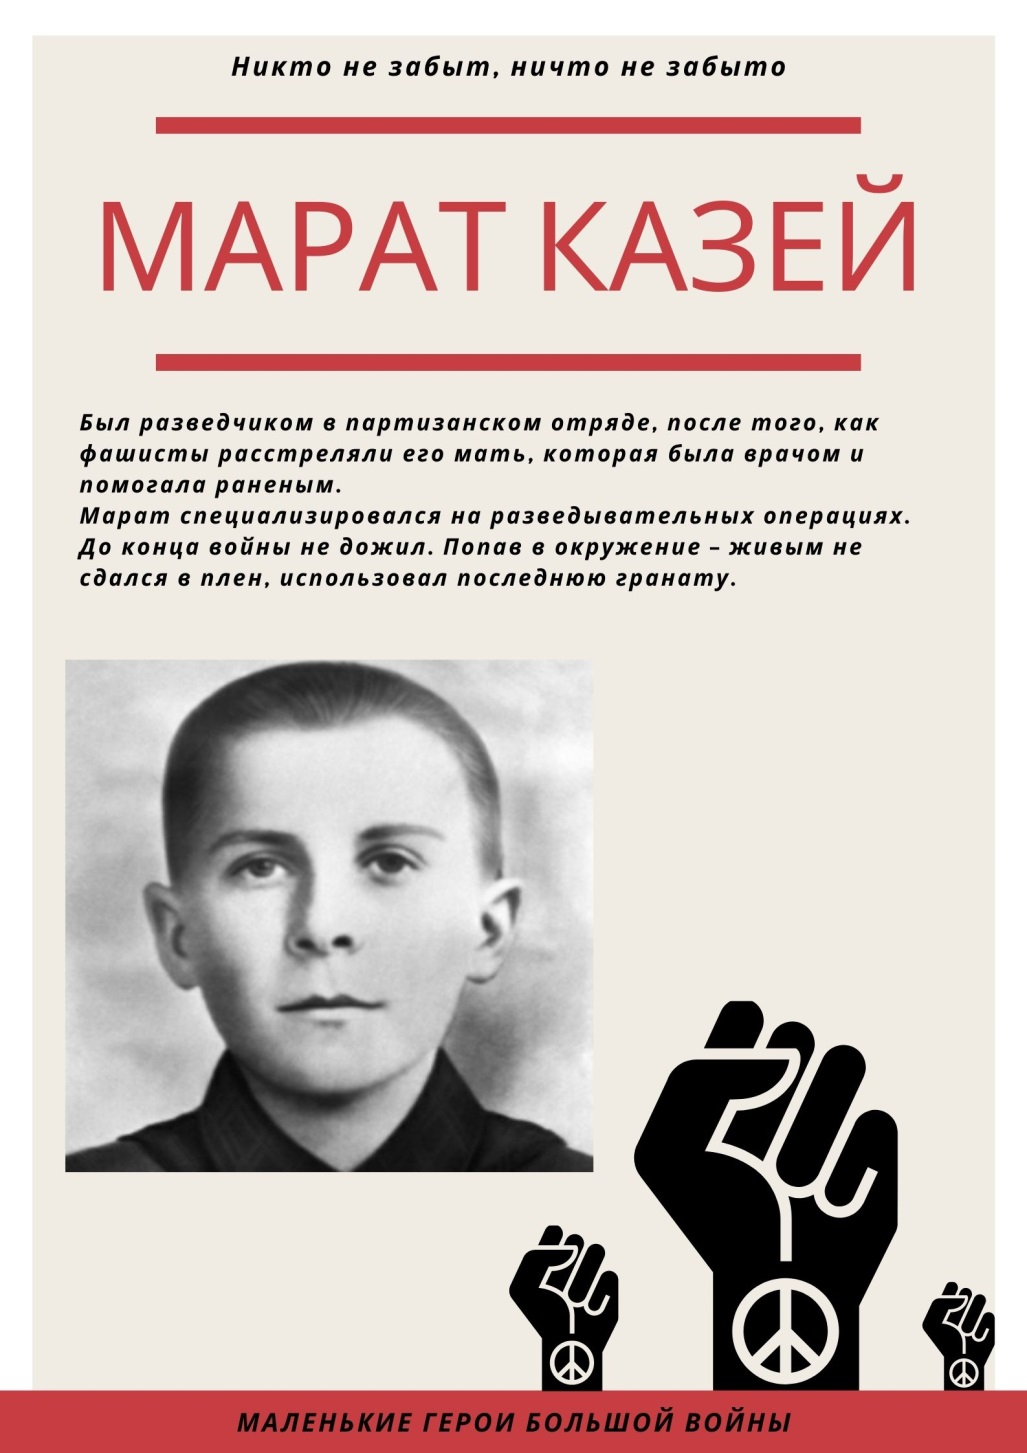 Никто не забыт, ничто не забыто
МАРАТ КАЗЕЙ
Был разведчиком в партизанском отряде, после того, как
фашисты расстреляли его мать, которая была врачом и
помогала раненым.
Марат специализировался на разведывательных операциях.
До конца войны не дожил. Попав в окружение – живым не
сдался в плен, использовал последнюю гранату.
МАЛЕНЬКИЕ ГЕРОИ БОЛЬШОЙ ВОЙНЫ